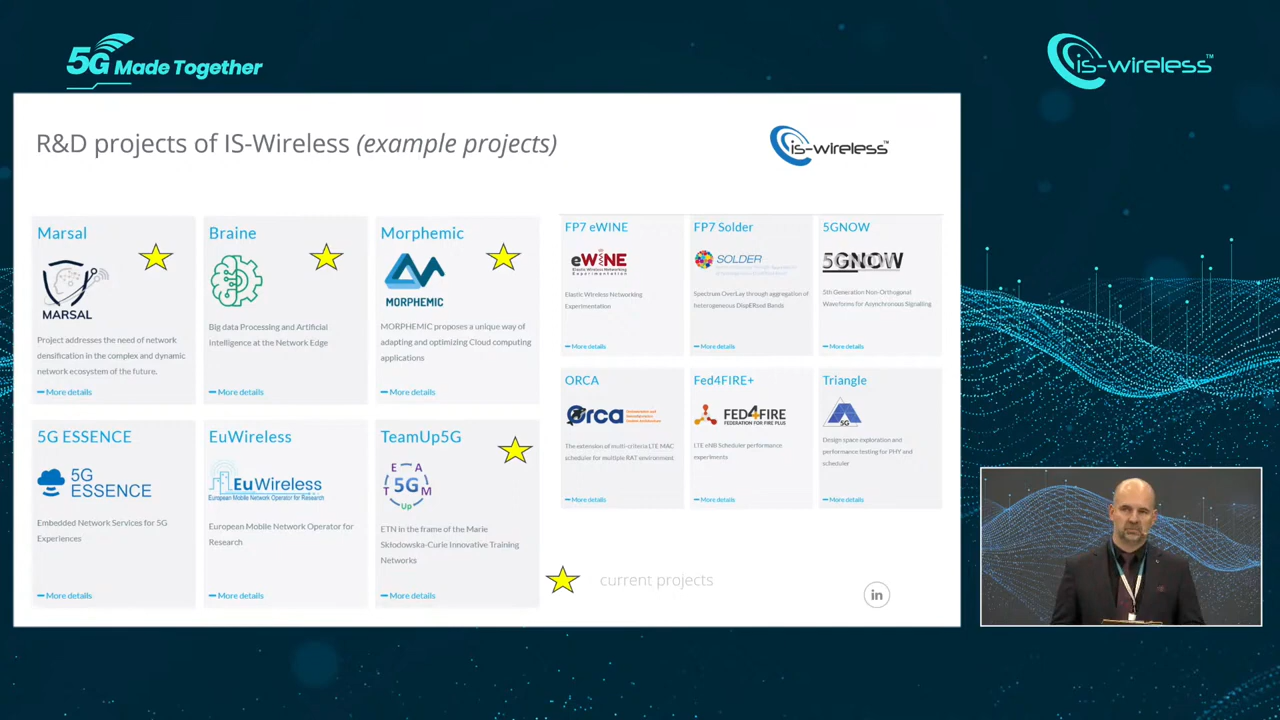 5G Made Together
is-wireless™
R&D projects of IS-Wireless (example projects)
is-wireless™
Marsal
MARSAL
Project addresses the need of network
densification in the complex and dynamic
network ecosystem of the future.
More details
Braine
Big data Processing and Artificial
Intelligence at the Network Edge
More details
Morphemic
MORPHEMIC
MORPHEMIC proposes a unique way of
adapting and optimizing Cloud computing
applications
More details
5G ESSENCE
5G
ESSENCE
Embedded Network Services for 5G
Experiences
More details
EuWireless
EuWireless
European Mobile Network Operator for Research
European Mobile Network Operator for
Research
More details
TeamUp5G
TEAM
5G
Up
ETN in the frame of the Marie
Skłodowska-Curie Innovative Training
Networks
More details
FP7 eWINE
eWINE
Elastic Wireless Networking
Experimentation
Elastic Wireless Networking
Experimentation
More details
FP7 Solder
SOLDER
Spectrum OverLay through aggregation of
heterogeneous DispERsed Bands
More details
5GNOW
5GNOW
5th Generation Non-Orthogonal
Waveforms for Asynchronous Signalling
More details
ORCA
Orca
The extension of multi-criteria LTE MAC
scheduler for multiple RAT environment
More details
Fed4FIRE+
FED4FIRE
FEDERATION FOR FIRE PLUS
LTE eNB Scheduler performance
experiments
More details
Triangle
5G
Design space exploration and
performance testing for PHY and
scheduler
More details
current projects
in